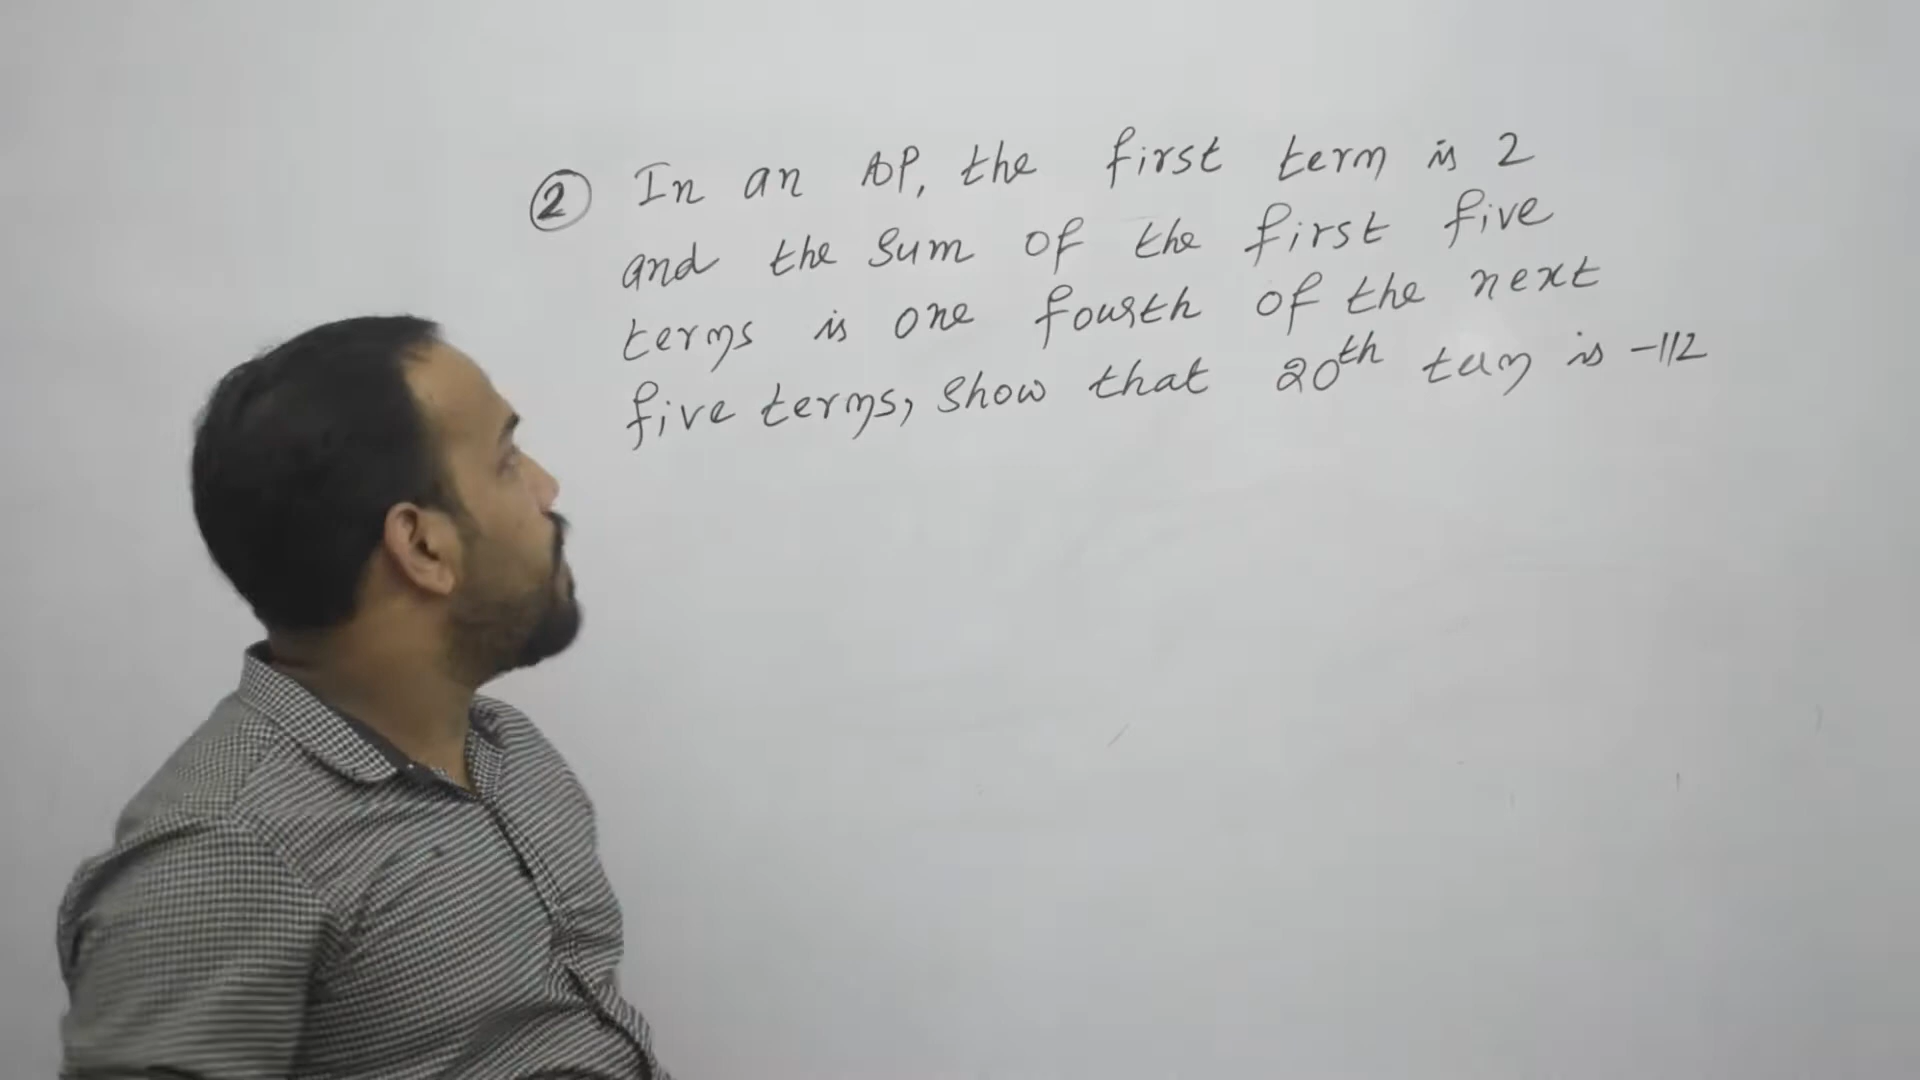 ② In an AP, the first term is 2
and the sum of the first five
terms is one fourth of the next
five terms, show that 20th term is -112